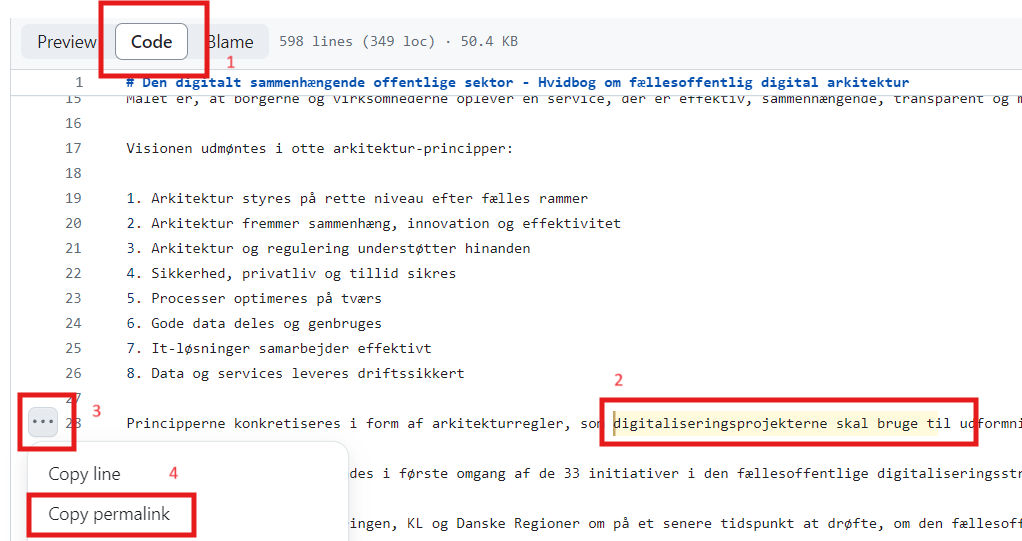 Preview Code Blame 598 lines (349 loc) · 50.4 KB
1
1 # Den digitalt sammenhængende offentlige sektor - Hvidbog om fællesoffentlig digital arkitektur
15 Målet er, at borgerne og virksomhederne oplever en service, der er effektiv, sammenhængende, transparent og m
16
17 Visionen udmøntes i otte arkitektur-principper:
18
19 1. Arkitektur styres på rette niveau efter fælles rammer
20 2. Arkitektur fremmer sammenhæng, innovation og effektivitet
21 3. Arkitektur og regulering understøtter hinanden
22 4. Sikkerhed, privatliv og tillid sikres
23 5. Processer optimeres på tværs
24 6. Gode data deles og genbruges
25 7. It-løsninger samarbejder effektivt
26 8. Data og services leveres driftssikkert
2
27
3
... 28 Principperne konkretiseres i form af arkitekturregler, som digitaliseringsprojekterne skal bruge til udformni
Copy line 4 des i første omgang af de 33 initiativer i den fællesoffentlige digitaliseringsstr
Copy permalink ingen, KL og Danske Regioner om på et senere tidspunkt at drøfte, om den fællesoff